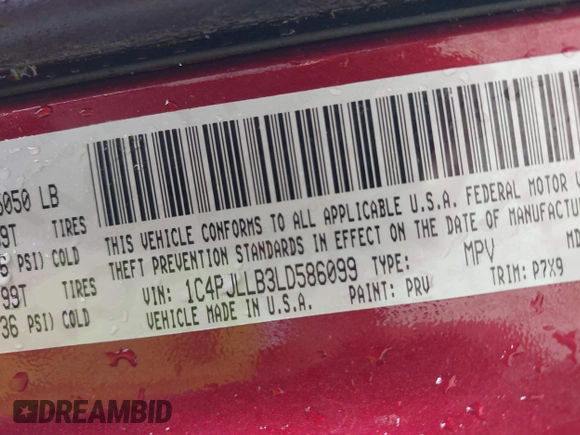 6050 LB
9T TIRES
5 PSI) COLD
99T TIRES
36 PSI) COLD
THIS VEHICLE CONFORMS TO ALL APPLICABLE U.S.A. FEDERAL MOTOR V
THEFT PREVENTION STANDARDS IN EFFECT ON THE DATE OF MANUFACTU
VIN: 1C4PJLLB3LD586099 TYPE: MPV
VEHICLE MADE IN U.S.A. PAINT: PRV TRIM: P7X9
DREAMBID